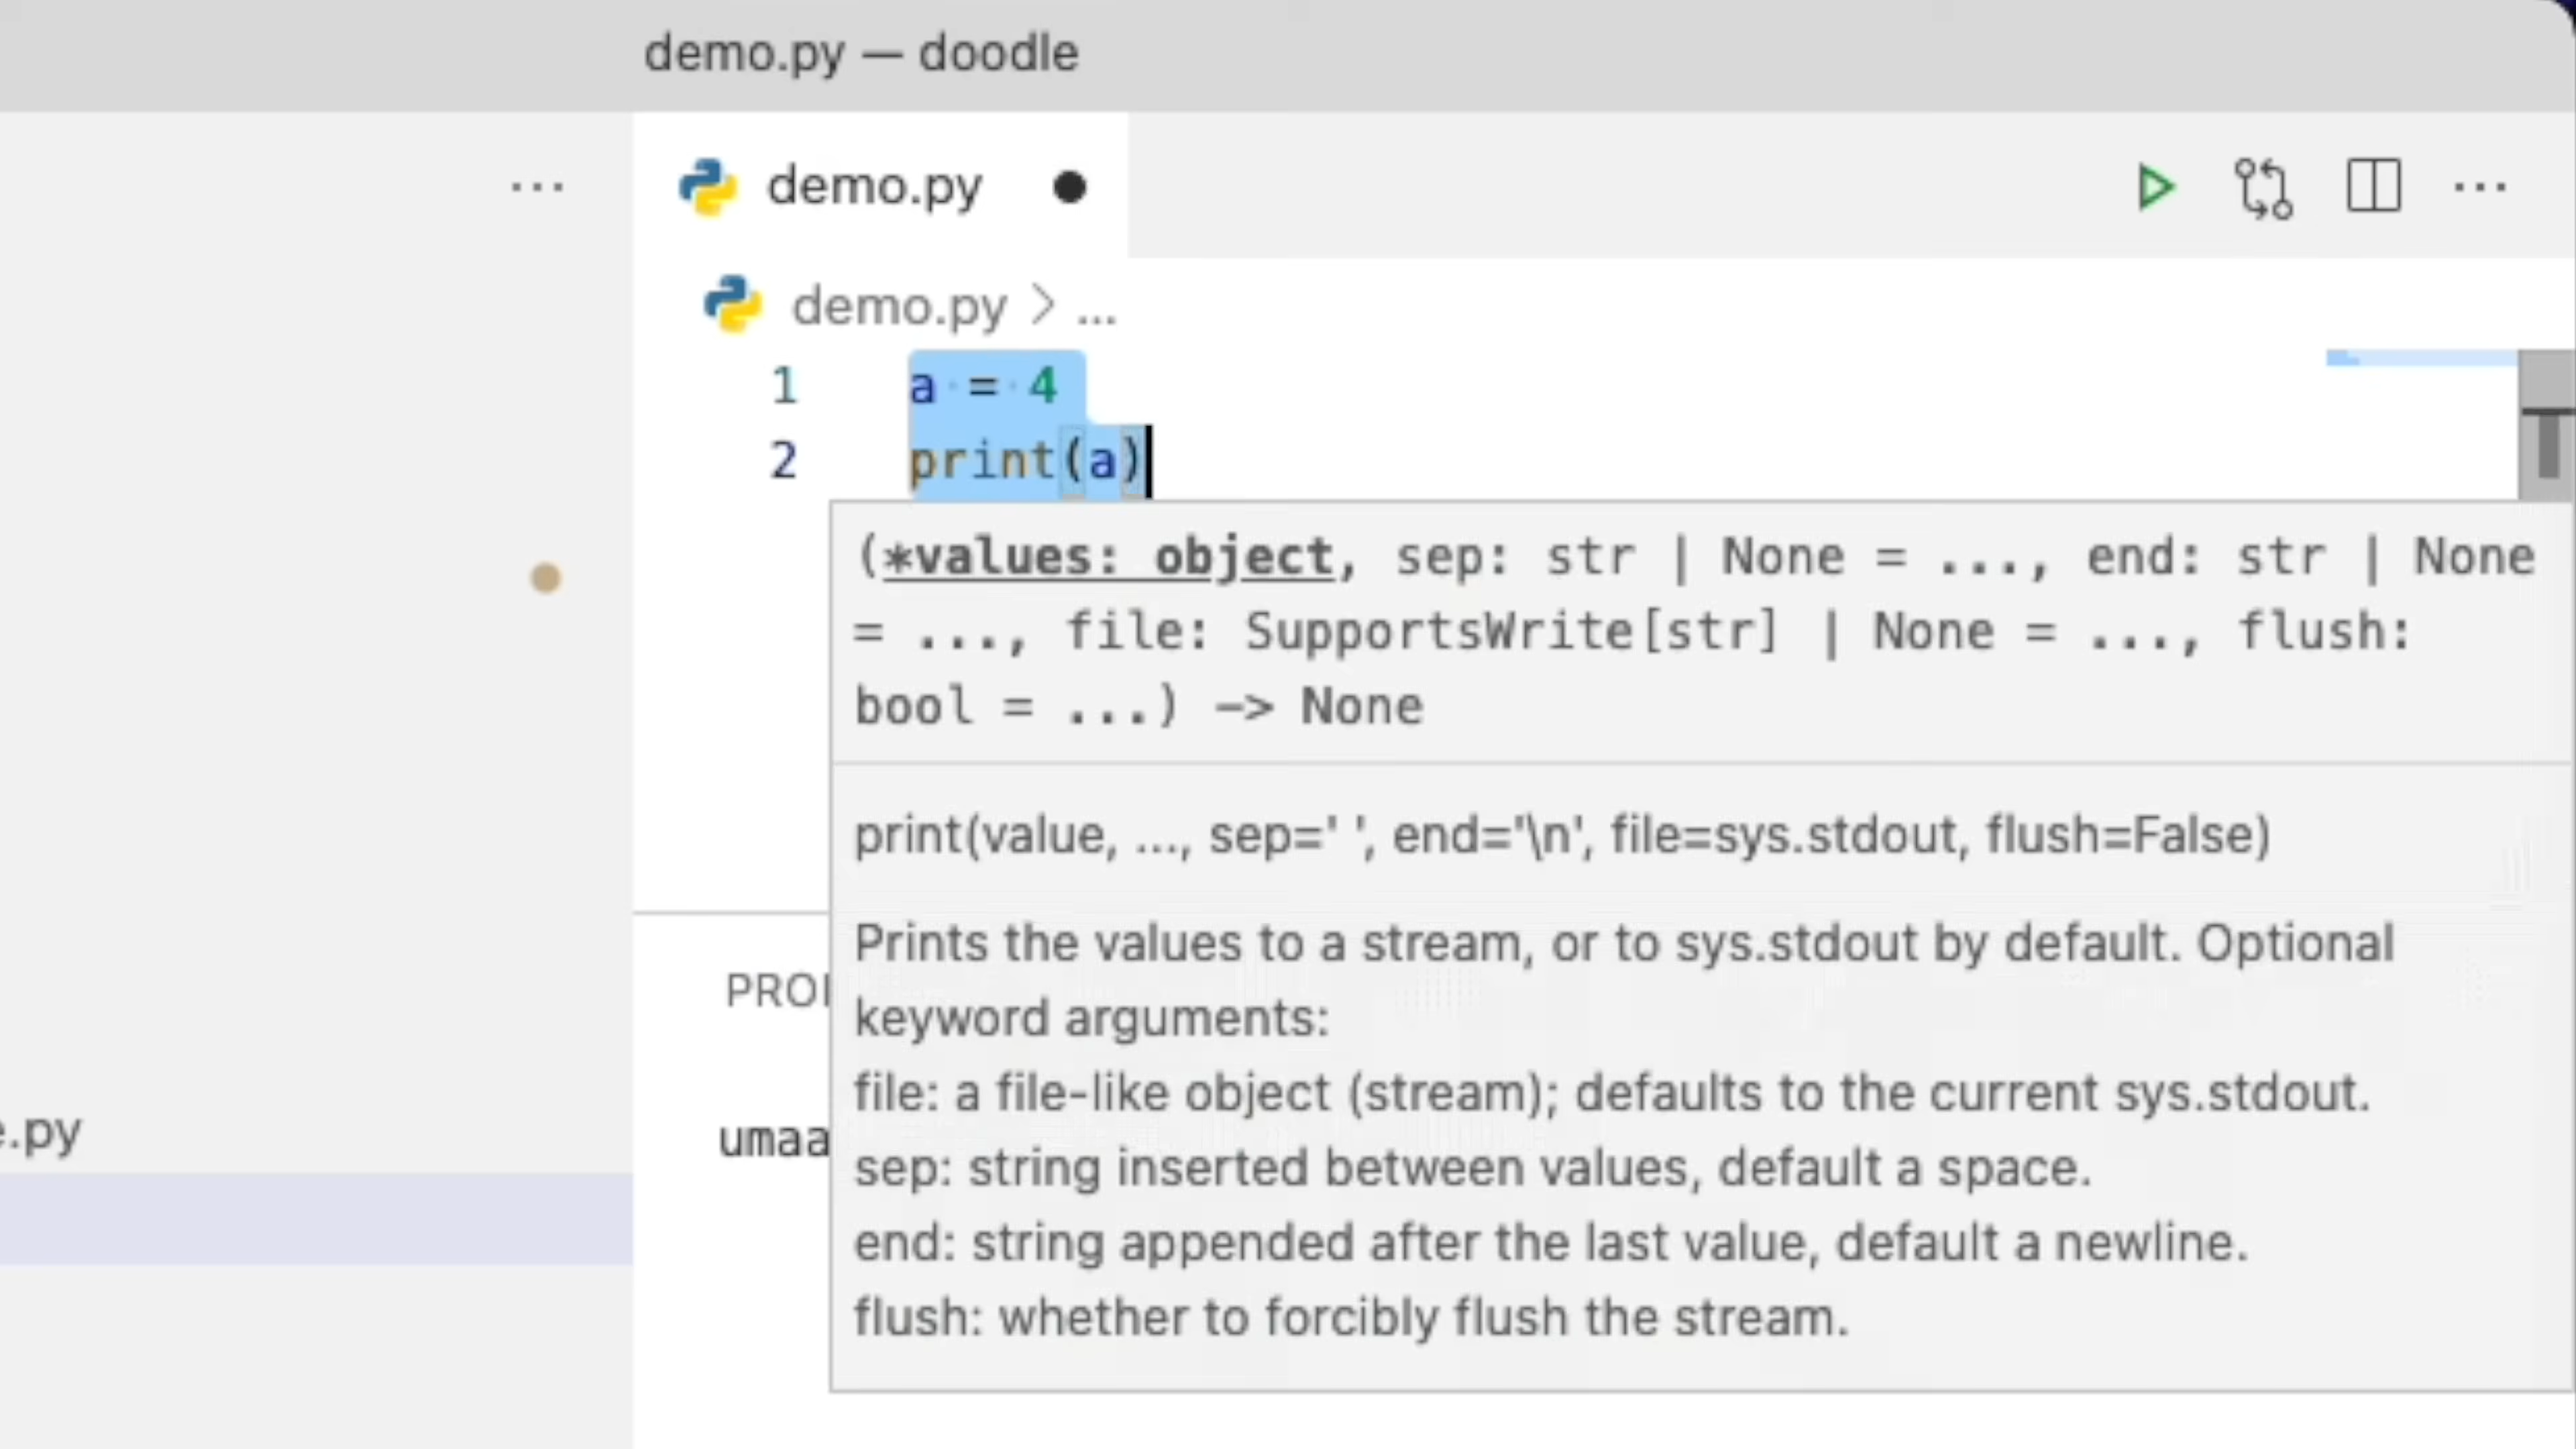 demo.py — doodle
demo.py
demo.py > ...
1 a = 4
2 print(a)
(*values: object, sep: str | None = ..., end: str | None
= ..., file: SupportsWrite[str] | None = ..., flush:
bool = ...) -> None
print(value, ..., sep=' ', end='\n', file=sys.stdout, flush=False)
Prints the values to a stream, or to sys.stdout by default. Optional
keyword arguments:
file: a file-like object (stream); defaults to the current sys.stdout.
sep: string inserted between values, default a space.
end: string appended after the last value, default a newline.
flush: whether to forcibly flush the stream.
.py
umaa